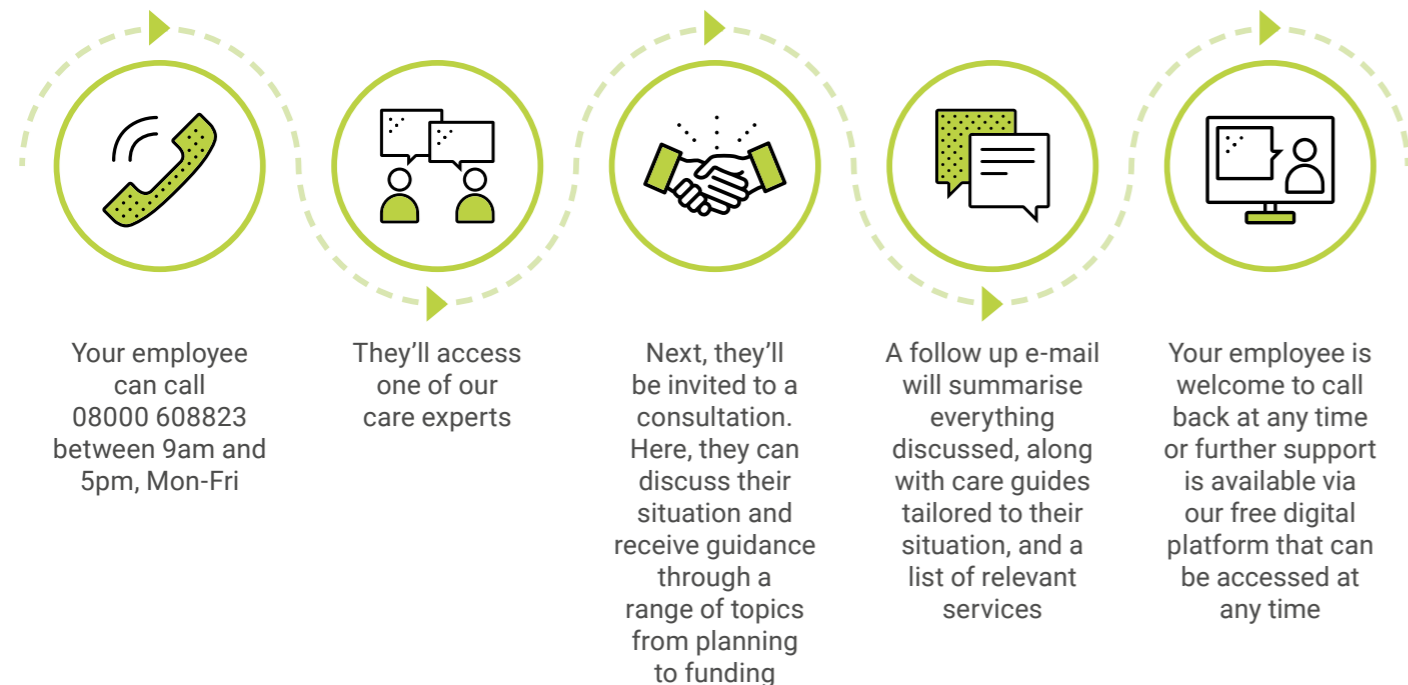 Your employee
can call
08000 608823
between 9am and
5pm, Mon-Fri
They’ll access
one of our
care experts
Next, they’ll
be invited to a
consultation.
Here, they can
discuss their
situation and
receive guidance
through a
range of topics
from planning
to funding
A follow up e-mail
will summarise
everything
discussed, along
with care guides
tailored to their
situation, and a
list of relevant
services
Your employee is
welcome to call
back at any time
or further support
is available via
our free digital
platform that can
be accessed at
any time